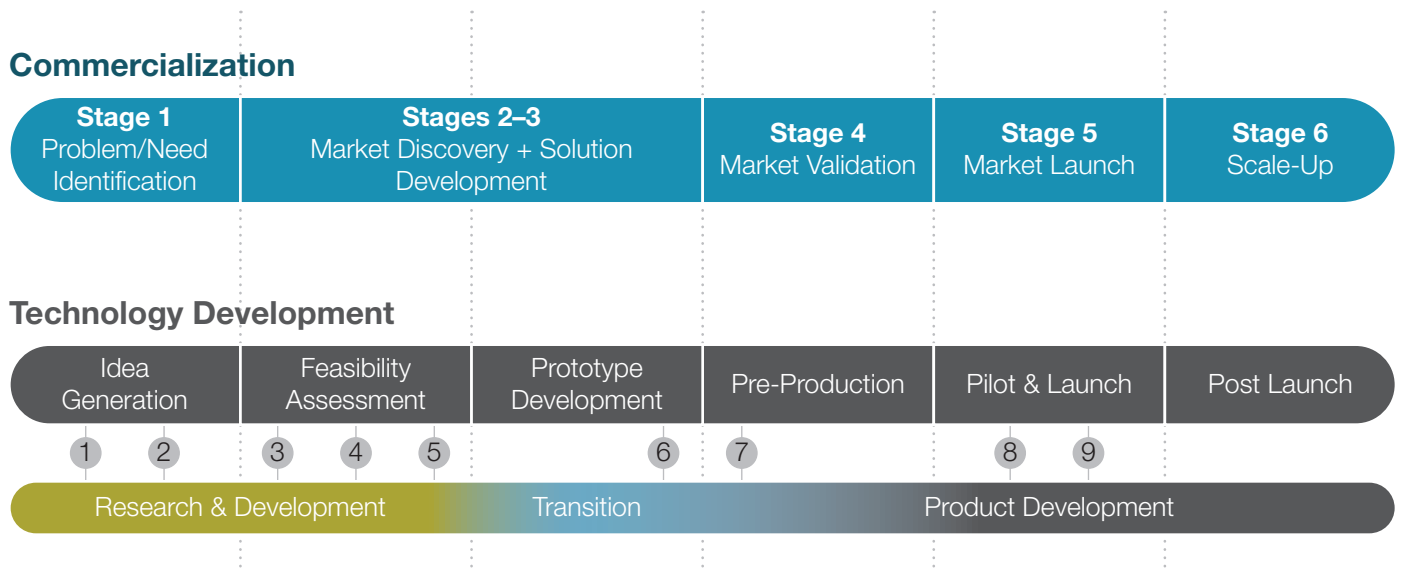 Commercialization
Stage 1
Problem/Need
Identification
Stages 2–3
Market Discovery + Solution
Development
Stage 4
Market Validation
Stage 5
Market Launch
Stage 6
Scale-Up
Technology Development
Idea
Generation
Feasibility
Assessment
Prototype
Development
Pre-Production
Pilot & Launch
Post Launch
1 2 3 4 5 6 7 8 9
Research & Development
Transition
Product Development